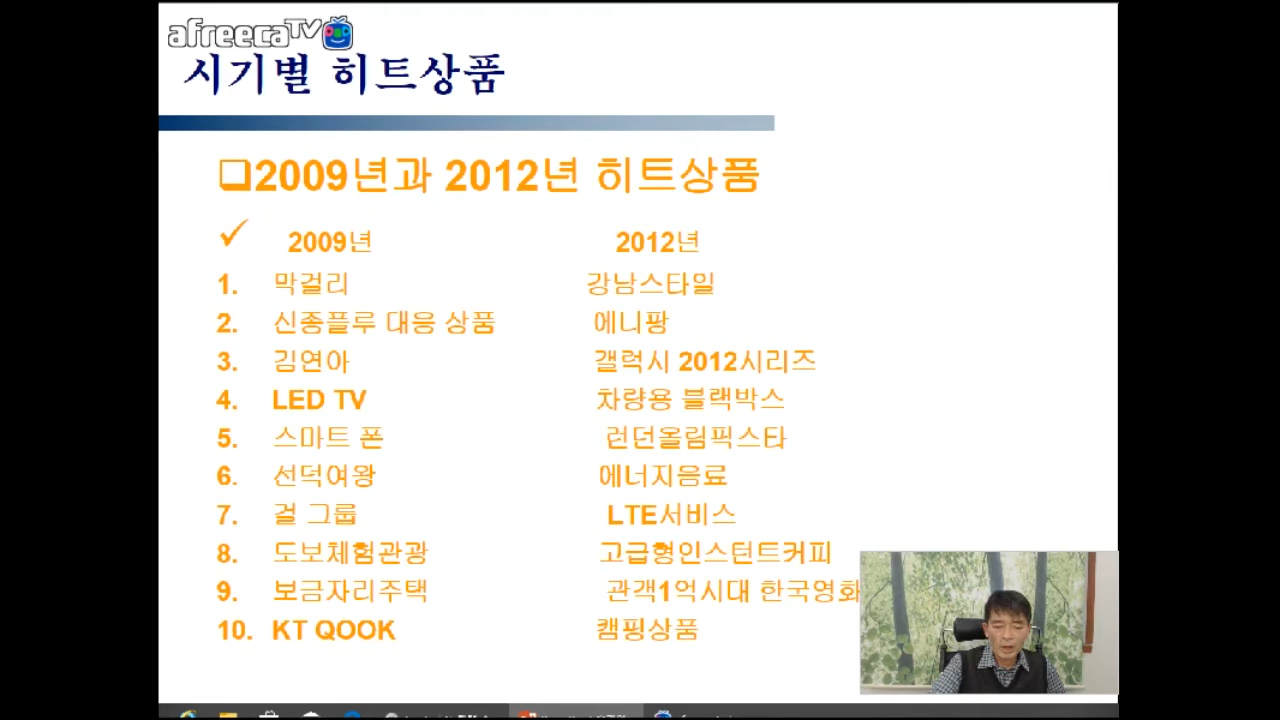 afreecaTV
시기별 히트상품
❑2009년과 2012년 히트상품
✓ 2009년 2012년
1. 막걸리 강남스타일
2. 신종플루 대응 상품 에니팡
3. 김연아 갤럭시 2012시리즈
4. LED TV 차량용 블랙박스
5. 스마트 폰 런던올림픽스타
6. 선덕여왕 에너지음료
7. 걸 그룹 LTE서비스
8. 도보체험관광 고급형인스턴트커피
9. 보금자리주택 관객1억시대 한국영화
10. KT QOOK 캠핑상품